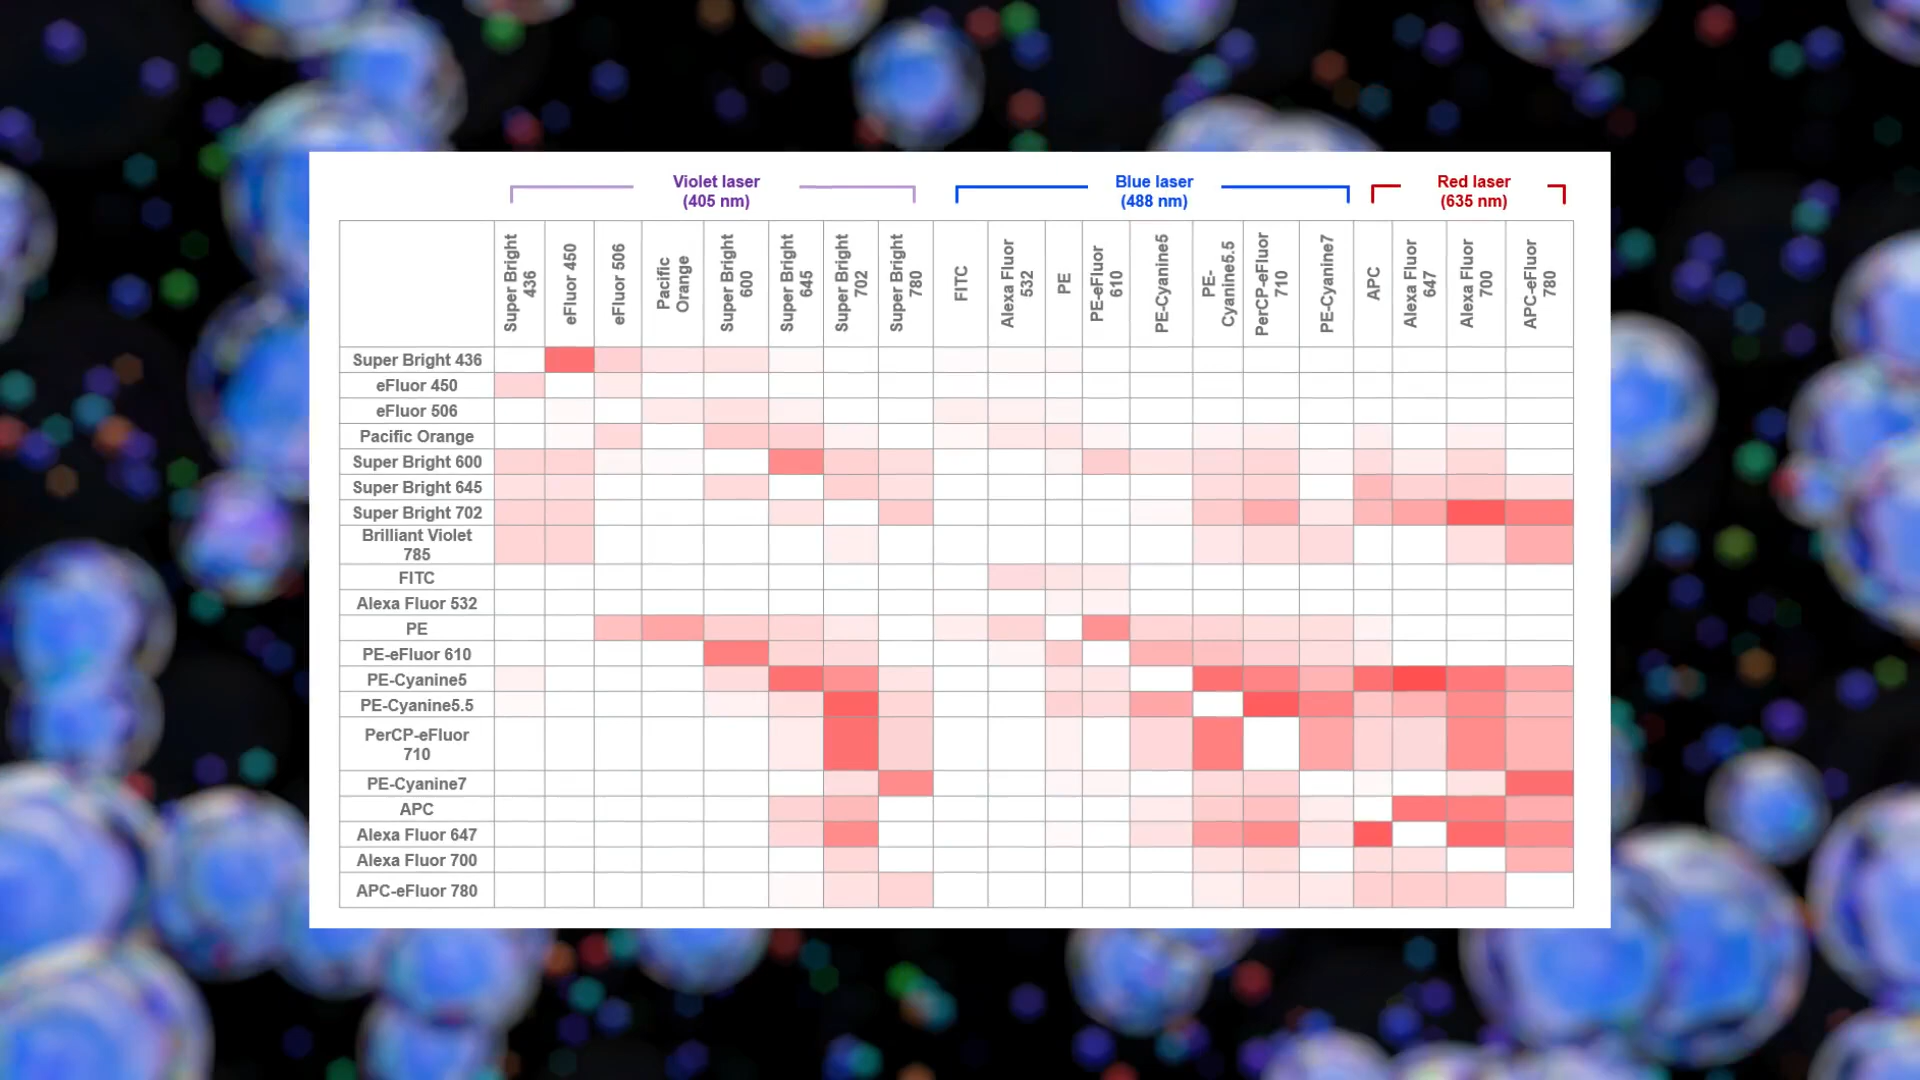 Violet laser
(405 nm)
Blue laser
(488 nm)
Red laser
(635 nm)
Super Bright
436
eFluor 450
eFluor 506
Pacific
Orange
Super Bright
600
Super Bright
645
Super Bright
702
Super Bright
780
FITC
Alexa Fluor
532
PE
PE-eFluor
610
PE-Cyanine5
PE-
Cyanine5.5
PerCP-eFluor
710
PE-Cyanine7
APC
Alexa Fluor
647
Alexa Fluor
700
APC-eFluor
780
Super Bright 436
eFluor 450
eFluor 506
Pacific Orange
Super Bright 600
Super Bright 645
Super Bright 702
Brilliant Violet
785
FITC
Alexa Fluor 532
PE
PE-eFluor 610
PE-Cyanine5
PE-Cyanine5.5
PerCP-eFluor
710
PE-Cyanine7
APC
Alexa Fluor 647
Alexa Fluor 700
APC-eFluor 780